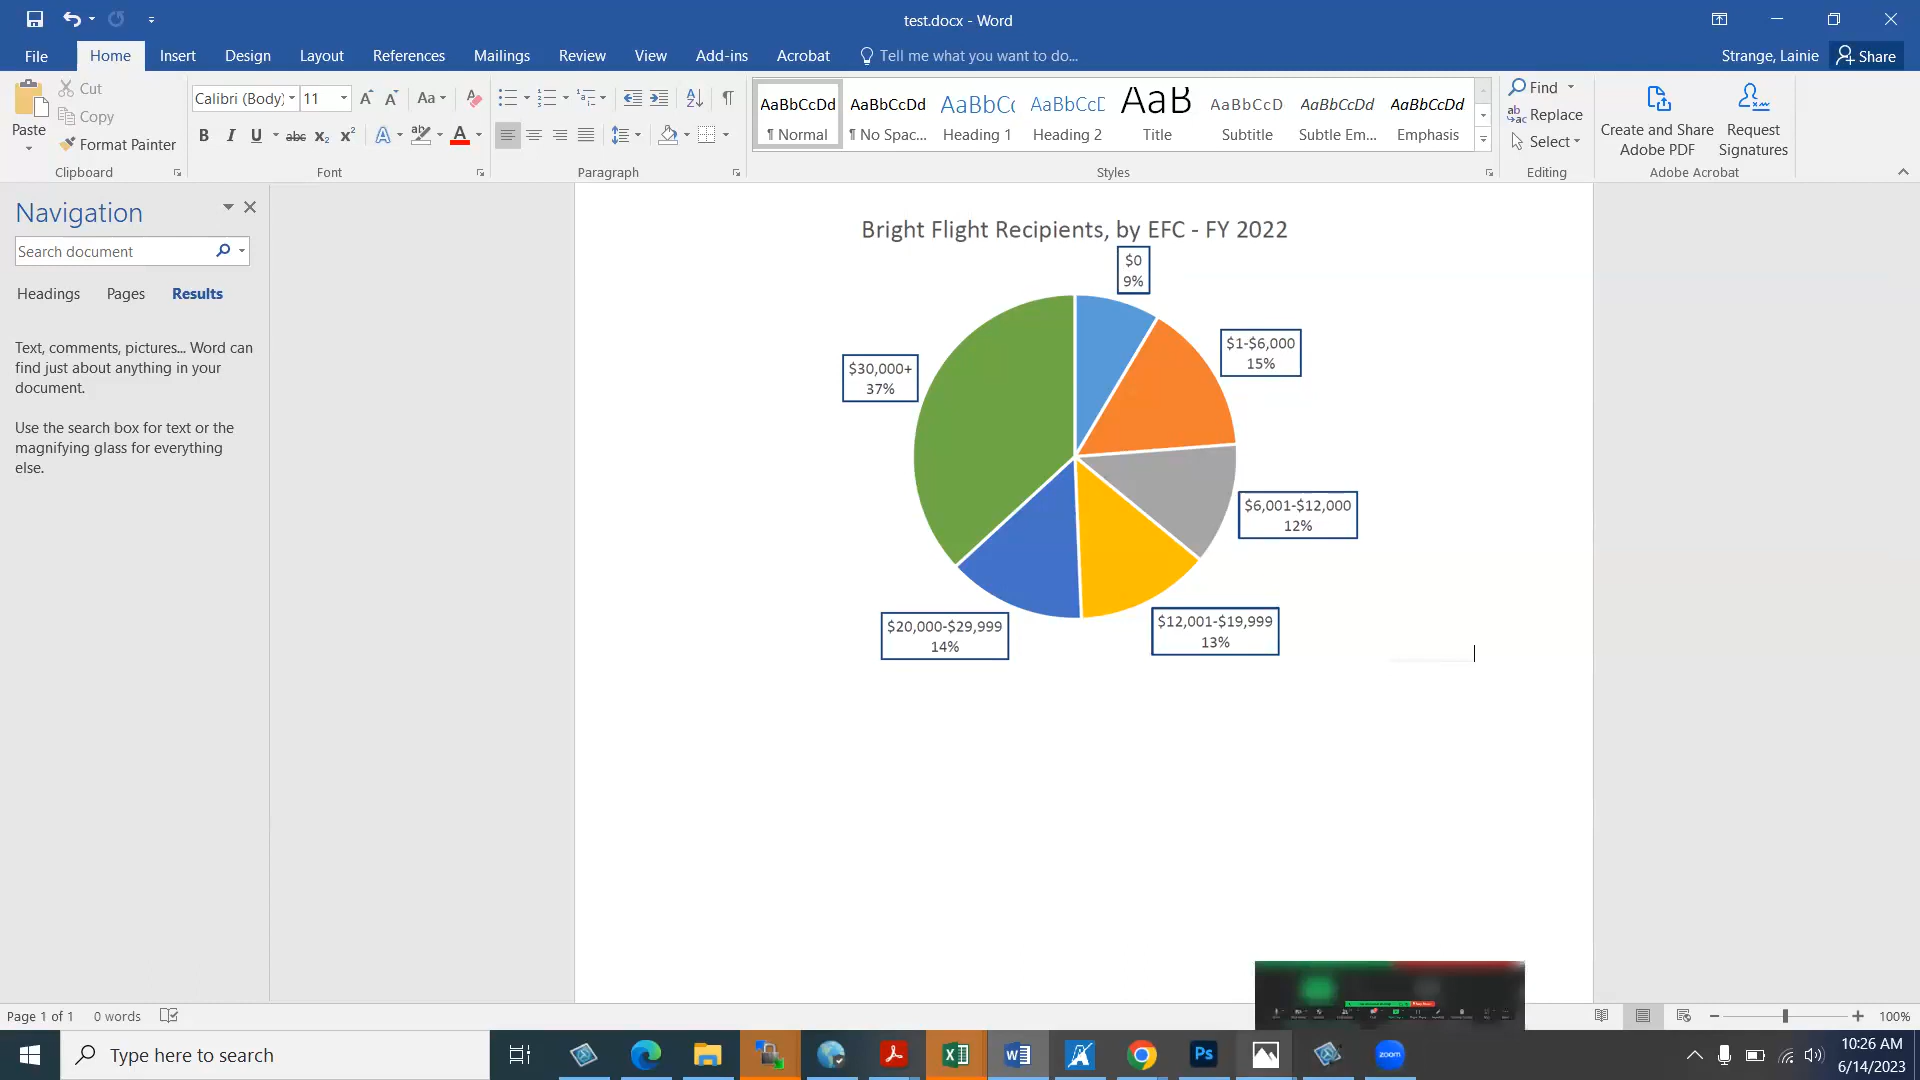 test.docx - Word
File
Home
Insert
Design
Layout
References
Mailings
Review
View
Add-ins
Acrobat
Tell me what you want to do...
Strange, Lainie
Share
Paste
Cut
Copy
Format Painter
Clipboard
Calibri (Body)
11
Font
Paragraph
AaBbCcDd
¶ Normal
AaBbCcDd
¶ No Spac...
AaBbCc
Heading 1
AaBbCcD
Heading 2
AaB
Title
AaBbCcD
Subtitle
AaBbCcDd
Subtle Em...
AaBbCcDd
Emphasis
Styles
Find
Replace
Select
Editing
Create and Share
Adobe PDF
Request
Signatures
Adobe Acrobat
Navigation
Search document
Headings
Pages
Results
Text, comments, pictures... Word can
find just about anything in your
document.
Use the search box for text or the
magnifying glass for everything
else.
Bright Flight Recipients, by EFC - FY 2022
$0
9%
$1-$6,000
15%
$6,001-$12,000
12%
$12,001-$19,999
13%
$20,000-$29,999
14%
$30,000+
37%
Page 1 of 1
0 words
100%
Type here to search
zoom
10:26 AM
6/14/2023